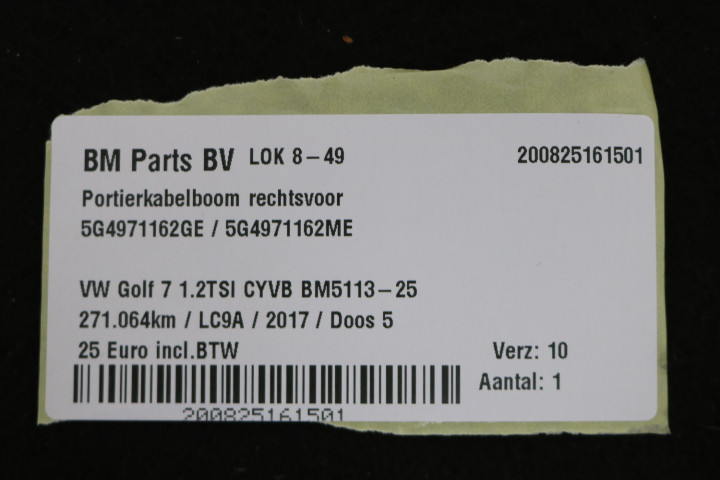 BM Parts BV LOK 8-49 200825161501
Portierkabelboom rechtsvoor
5G4971162GE / 5G4971162ME
VW Golf 7 1.2TSI CYVB BM5113-25
271.064km / LC9A / 2017 / Doos 5
25 Euro incl.BTW Verz: 10
Aantal: 1
200825161501